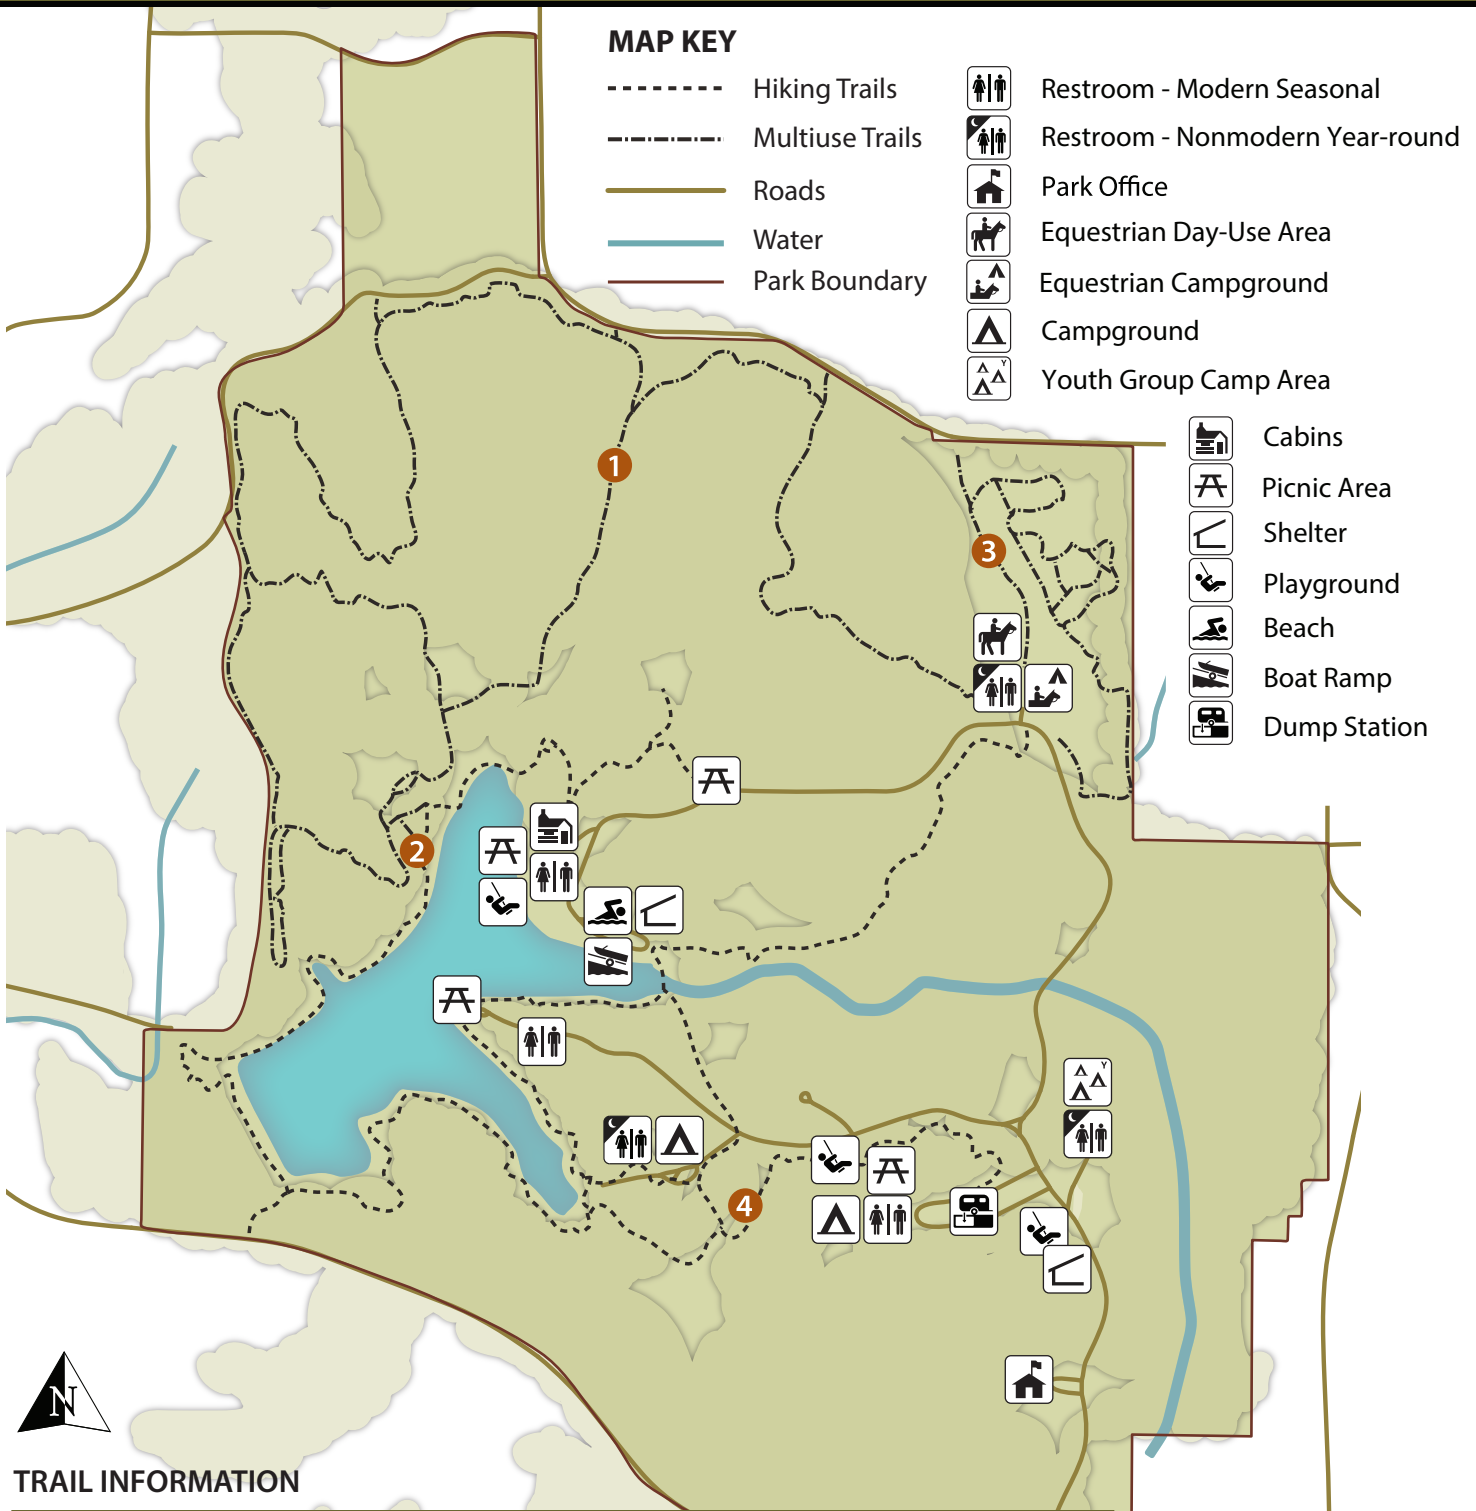 MAP KEY
Hiking Trails
Multiuse Trails
Roads
Water
Park Boundary
Restroom - Modern Seasonal
Restroom - Nonmodern Year-round
Park Office
Equestrian Day-Use Area
Equestrian Campground
Campground
Y
Youth Group Camp Area
Cabins
Picnic Area
Shelter
Playground
Beach
Boat Ramp
Dump Station
1
3
2
Y
4
N
TRAIL INFORMATION